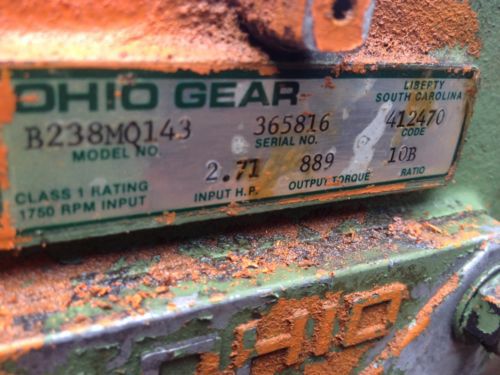 OHIO GEAR
LIBERTY
SOUTH CAROLINA
B238MQ143 365816 412470
MODEL NO. SERIAL NO. CODE
2.71 889 10B
CLASS 1 RATING INPUT H.P. OUTPUT TORQUE RATIO
1750 RPM INPUT
OHIO